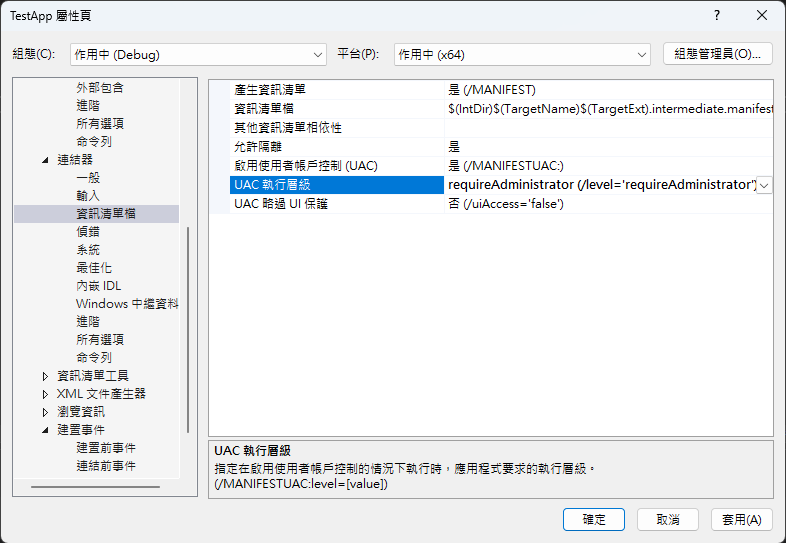 TestApp 屬性頁
組態(C): 作用中 (Debug) 平台(P): 作用中 (x64) 組態管理員(O)...
外部包含
進階
所有選項
命令列
連結器
一般
輸入
資訊清單檔
偵錯
系統
最佳化
內嵌 IDL
Windows 中繼資料
進階
所有選項
命令列
資訊清單工具
XML 文件產生器
瀏覽資訊
建置事件
建置前事件
連結前事件
產生資訊清單 是 (/MANIFEST)
資訊清單檔 $(IntDir)$(TargetName)$(TargetExt).intermediate.manifest
其他資訊清單相依性
允許隔離 是
啟用使用者帳戶控制 (UAC) 是 (/MANIFESTUAC:)
UAC 執行層級 requireAdministrator (/level='requireAdministrator')
UAC 略過 UI 保護 否 (/uiAccess='false')
UAC 執行層級
指定在啟用使用者帳戶控制的情況下執行時，應用程式要求的執行層級。
(/MANIFESTUAC:level=[value])
確定 取消 套用(A)